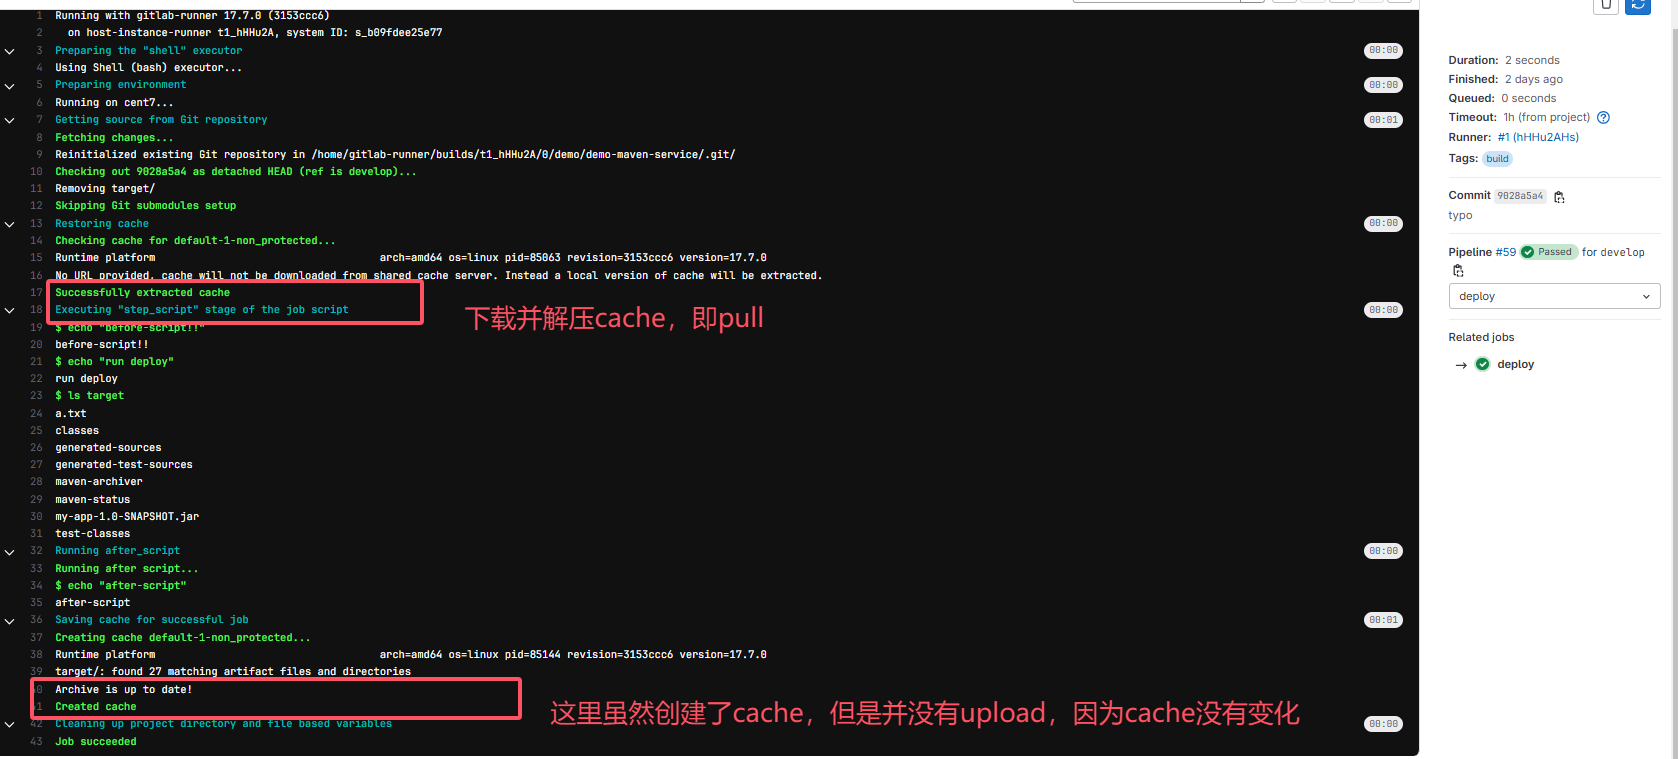 1 Running with gitlab-runner 17.7.0 (3153ccc6)
2 on host-instance-runner t1_hHHu2A, system ID: s_b09fdee25e77
3 Preparing the "shell" executor 00:00
4 Using Shell (bash) executor...
5 Preparing environment 00:00
6 Running on cent7...
7 Getting source from Git repository 00:01
8 Fetching changes...
9 Reinitialized existing Git repository in /home/gitlab-runner/builds/t1_hHHu2A/0/demo/demo-maven-service/.git/
10 Checking out 9028a5a4 as detached HEAD (ref is develop)...
11 Removing target/
12 Skipping Git submodules setup
13 Restoring cache 00:00
14 Checking cache for default-1-non_protected...
15 Runtime platform arch=amd64 os=linux pid=85063 revision=3153ccc6 version=17.7.0
16 No URL provided, cache will not be downloaded from shared cache server. Instead a local version of cache will be extracted.
17 Successfully extracted cache
18 Executing "step_script" stage of the job script 00:00
下载并解压cache，即pull
19 $ echo "before-script!!"
20 before-script!!
21 $ echo "run deploy"
22 run deploy
23 $ ls target
24 a.txt
25 classes
26 generated-sources
27 generated-test-sources
28 maven-archiver
29 maven-status
30 my-app-1.0-SNAPSHOT.jar
31 test-classes
32 Running after_script 00:00
33 Running after script...
34 $ echo "after-script"
35 after-script
36 Saving cache for successful job 00:01
37 Creating cache default-1-non_protected...
38 Runtime platform arch=amd64 os=linux pid=85144 revision=3153ccc6 version=17.7.0
39 target/: found 27 matching artifact files and directories
40 Archive is up to date!
41 Created cache
这里虽然创建了cache，但是并没有upload，因为cache没有变化
42 Cleaning up project directory and file based variables 00:00
43 Job succeeded
Duration: 2 seconds
Finished: 2 days ago
Queued: 0 seconds
Timeout: 1h (from project)
Runner: #1 (hHHu2AHs)
Tags: build
Commit 9028a5a4
typo
Pipeline #59 Passed for develop
deploy
Related jobs
→ deploy